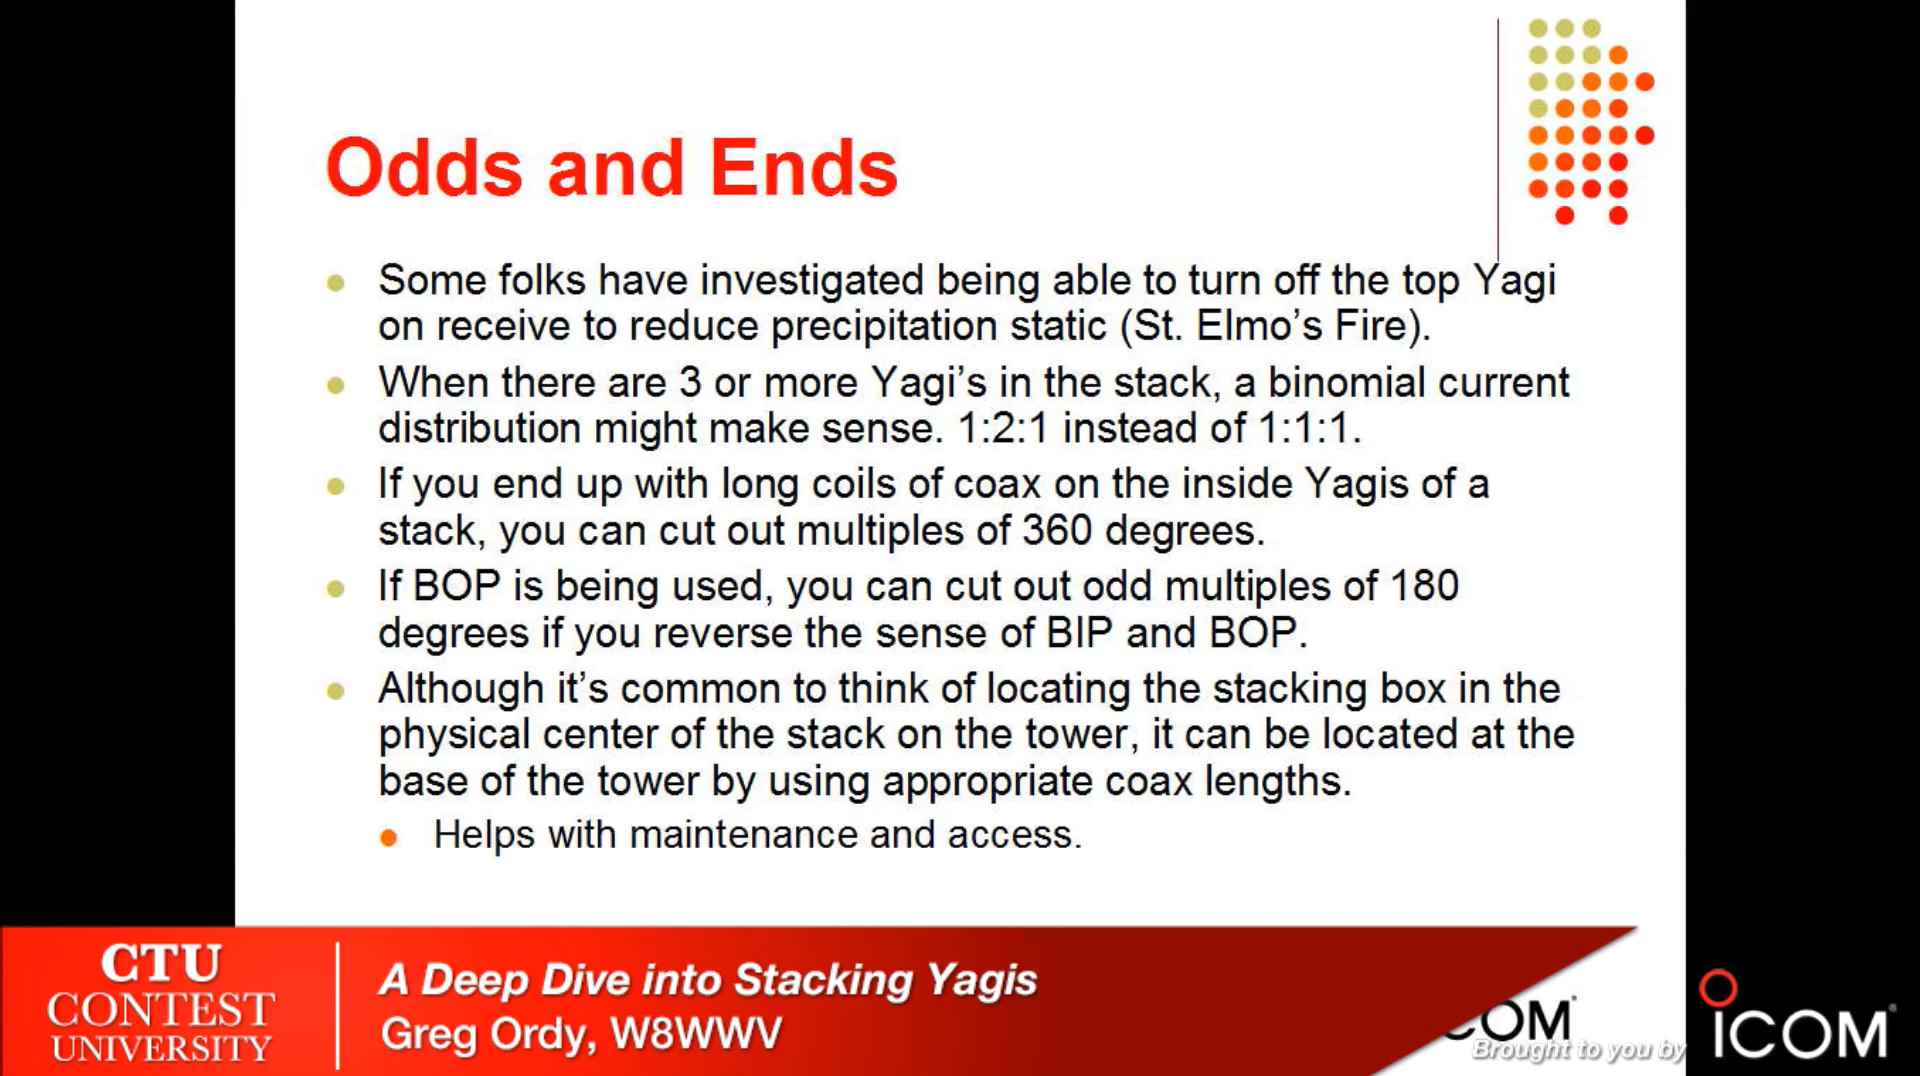 Odds and Ends
Some folks have investigated being able to turn off the top Yagi
on receive to reduce precipitation static (St. Elmo's Fire).
When there are 3 or more Yagi's in the stack, a binomial current
distribution might make sense. 1:2:1 instead of 1:1:1.
If you end up with long coils of coax on the inside Yagis of a
stack, you can cut out multiples of 360 degrees.
If BOP is being used, you can cut out odd multiples of 180
degrees if you reverse the sense of BIP and BOP.
Although it's common to think of locating the stacking box in the
physical center of the stack on the tower, it can be located at the
base of the tower by using appropriate coax lengths.
Helps with maintenance and access.
CTU
CONTEST
UNIVERSITY
A Deep Dive into Stacking Yagis
Greg Ordy, W8WWV
COM
Brought to you by
ICOM